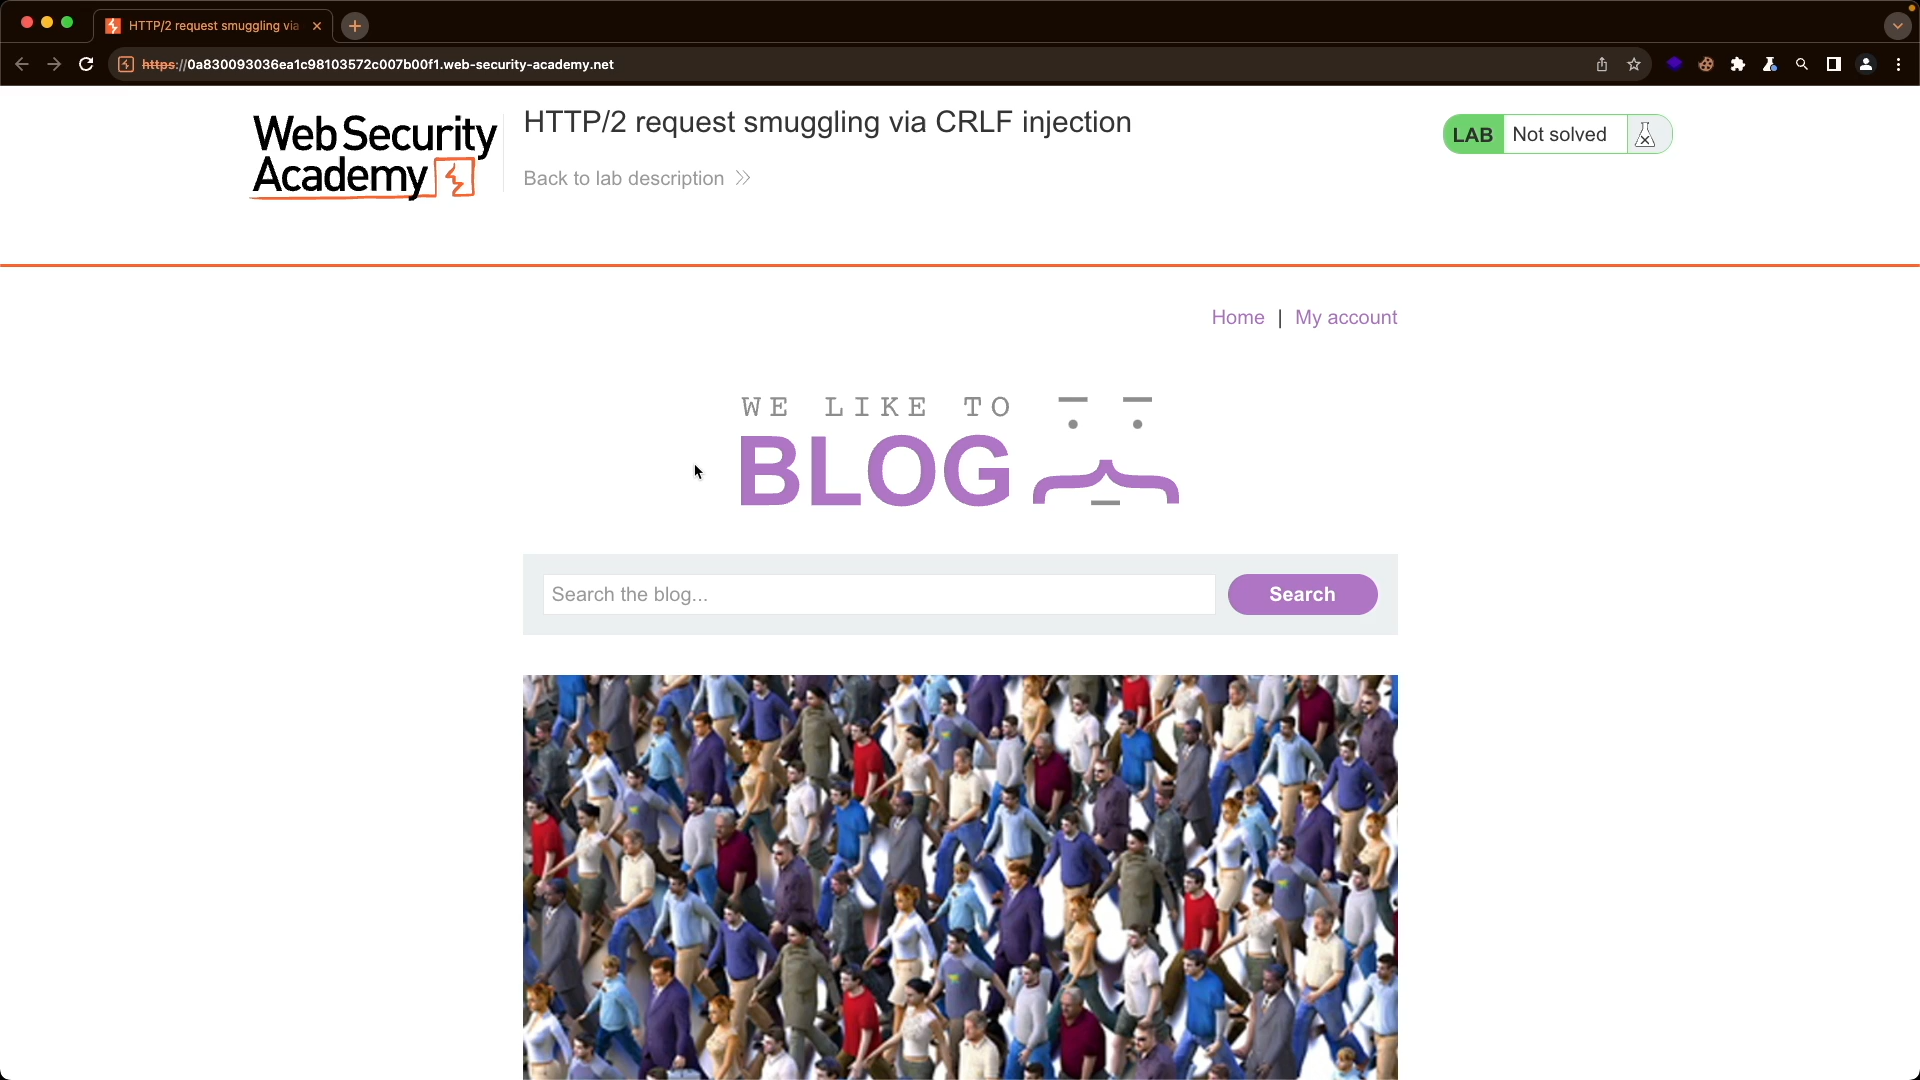 HTTP/2 request smuggling via
https://0a830093036ea1c98103572c007b00f1.web-security-academy.net
Web Security
Academy
HTTP/2 request smuggling via CRLF injection
Back to lab description
LAB Not solved
Home | My account
WE LIKE TO
BLOG
Search the blog...
Search